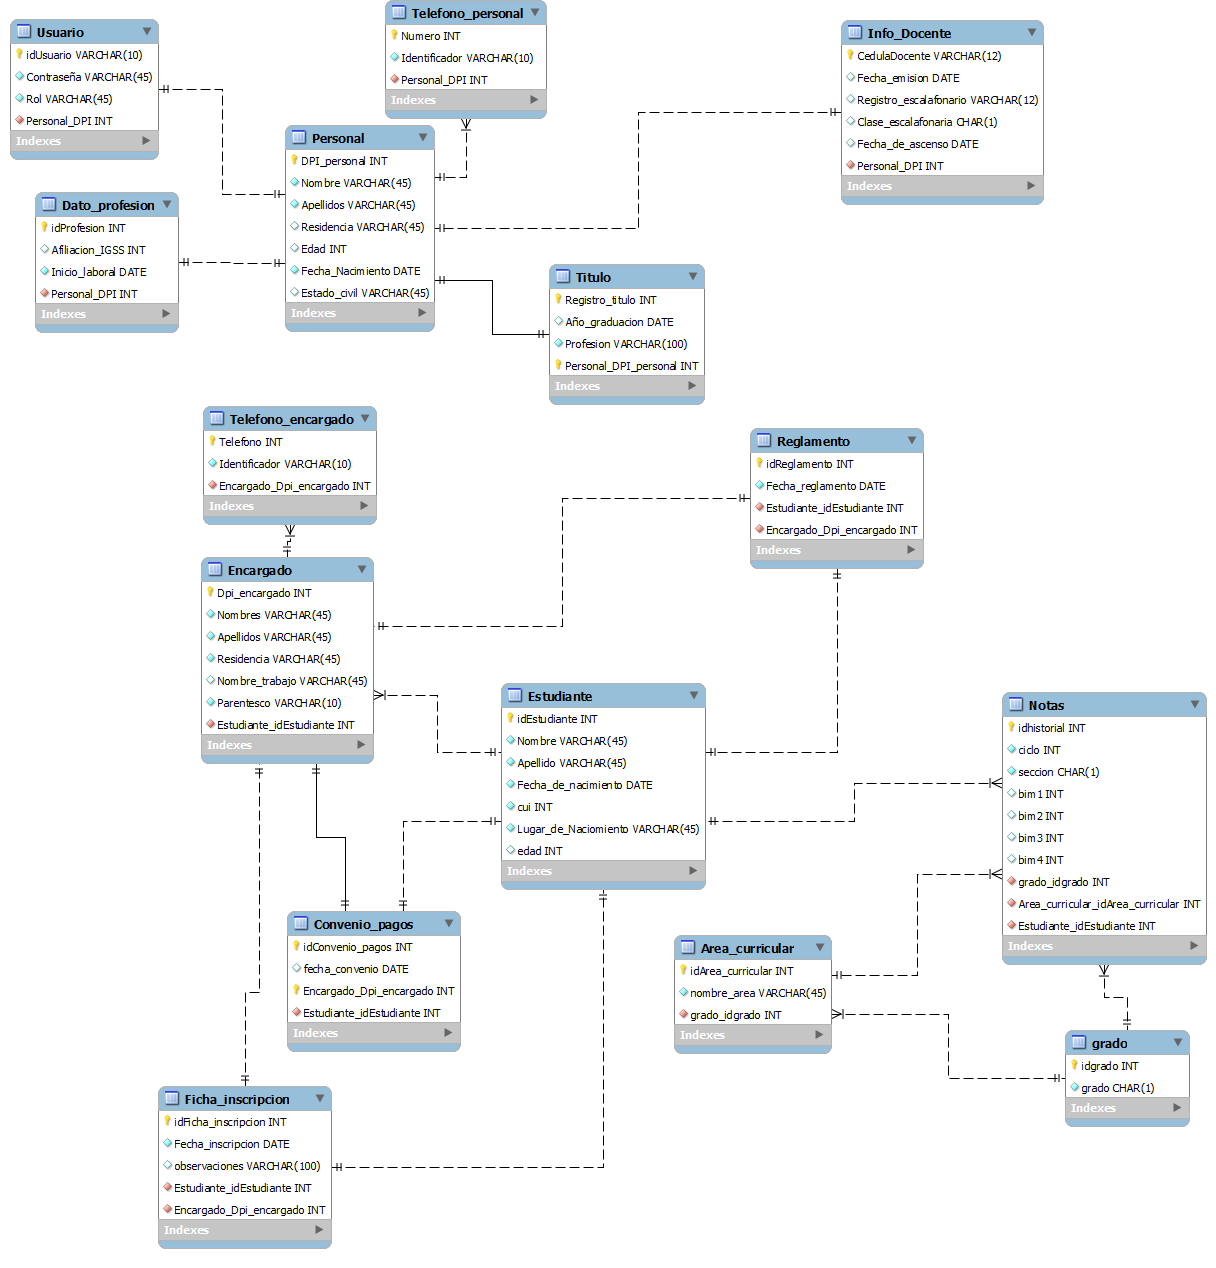 Usuario
idUsuario VARCHAR(10)
Contraseña VARCHAR(45)
Rol VARCHAR(45)
Personal_DPI INT
Indexes
Telefono_personal
Numero INT
Identificador VARCHAR(10)
Personal_DPI INT
Indexes
Info_Docente
CedulaDocente VARCHAR(12)
Fecha_emision DATE
Registro_escalafonario VARCHAR(12)
Clase_escalafonaria CHAR(1)
Fecha_de_ascenso DATE
Personal_DPI INT
Indexes
Personal
DPI_personal INT
Nombre VARCHAR(45)
Apellidos VARCHAR(45)
Residencia VARCHAR(45)
Edad INT
Fecha_Nacimiento DATE
Estado_civil VARCHAR(45)
Indexes
Dato_profesion
idProfesion INT
Afiliacion_IGSS INT
Inicio_laboral DATE
Personal_DPI INT
Indexes
Titulo
Registro_titulo INT
Año_graduacion DATE
Profesion VARCHAR(100)
Personal_DPI_personal INT
Indexes
Telefono_encargado
Telefono INT
Identificador VARCHAR(10)
Encargado_Dpi_encargado INT
Indexes
Reglamento
idReglamento INT
Fecha_reglamento DATE
Estudiante_idEstudiante INT
Encargado_Dpi_encargado INT
Indexes
Encargado
Dpi_encargado INT
Nombres VARCHAR(45)
Apellidos VARCHAR(45)
Residencia VARCHAR(45)
Nombre_trabajo VARCHAR(45)
Parentesco VARCHAR(10)
Estudiante_idEstudiante INT
Indexes
Estudiante
idEstudiante INT
Nombre VARCHAR(45)
Apellido VARCHAR(45)
Fecha_de_nacimiento DATE
cui INT
Lugar_de_Naciomiento VARCHAR(45)
edad INT
Indexes
Notas
idhistorial INT
ciclo INT
seccion CHAR(1)
bim1 INT
bim2 INT
bim3 INT
bim4 INT
grado_idgrado INT
Area_curricular_idArea_curricular INT
Estudiante_idEstudiante INT
Indexes
Convenio_pagos
idConvenio_pagos INT
fecha_convenio DATE
Encargado_Dpi_encargado INT
Estudiante_idEstudiante INT
Indexes
Area_curricular
idArea_curricular INT
nombre_area VARCHAR(45)
grado_idgrado INT
Indexes
grado
idgrado INT
grado CHAR(1)
Indexes
Ficha_inscripcion
idFicha_inscripcion INT
Fecha_inscripcion DATE
observaciones VARCHAR(100)
Estudiante_idEstudiante INT
Encargado_Dpi_encargado INT
Indexes